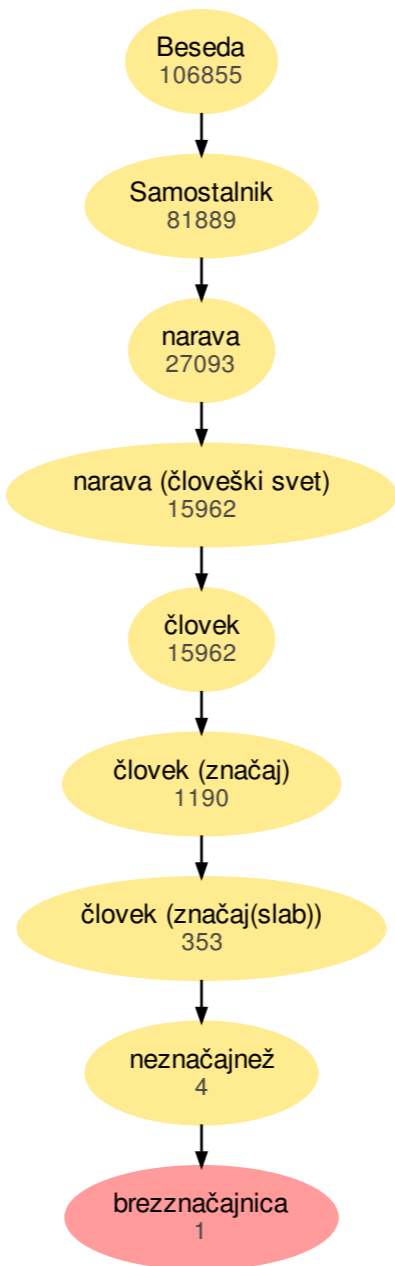 Beseda
106855
Samostalnik
81889
narava
27093
narava (človeški svet)
15962
človek
15962
človek (značaj)
1190
človek (značaj(slab))
353
neznačajnež
4
brezznačajnica
1